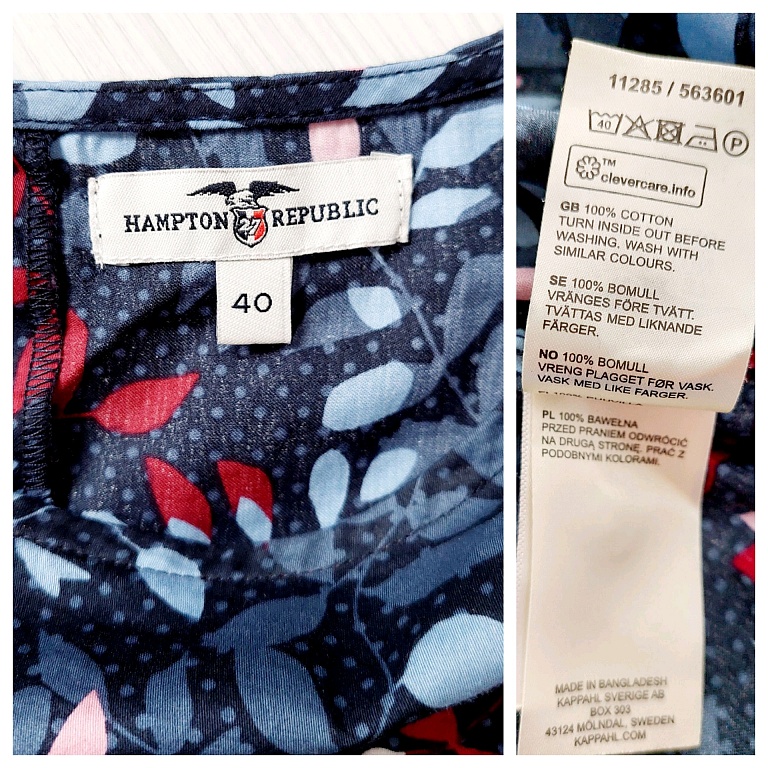 HAMPTON 27 REPUBLIC
40
11285 / 563601
40 P
TM
clevercare.info
GB 100% COTTON
TURN INSIDE OUT BEFORE
WASHING. WASH WITH
SIMILAR COLOURS.
SE 100% BOMULL
VRÄNGES FÖRE TVÄTT.
TVÄTTAS MED LIKNANDE
FÄRGER.
NO 100% BOMULL
VRENG PLAGGET FØR VASK.
VASK MED LIKE FARGER.
PL 100% BAWEŁNA
PRZED PRANIEM ODWRÓCIĆ
NA DRUGĄ STRONĘ. PRAĆ Z
PODOBNYMI KOLORAMI.
MADE IN BANGLADESH
KAPPAHL SVERIGE AB
BOX 303
43124 MÖLNDAL, SWEDEN
KAPPAHL.COM